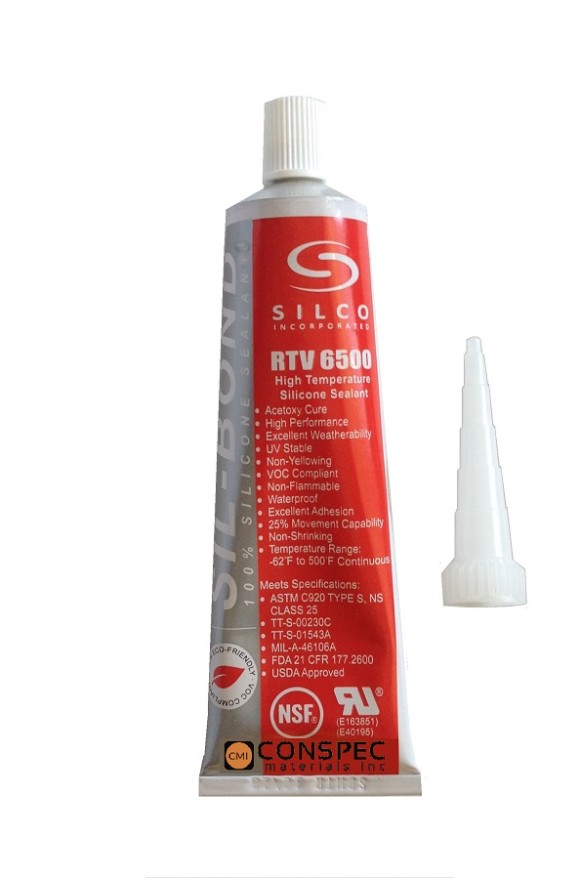 SILCO
INCORPORATED
RTV 6500
High Temperature
Silicone Sealant
• Acetoxy Cure
• High Performance
• Excellent Weatherability
• UV Stable
• Non-Yellowing
• VOC Compliant
• Non-Flammable
• Waterproof
• Excellent Adhesion
• 25% Movement Capability
• Non-Shrinking
• Temperature Range:
-62°F to 500°F Continuous
Meets Specifications:
• ASTM C920 TYPE S, NS
CLASS 25
• TT-S-00230C
• TT-S-01543A
• MIL-A-46106A
• FDA 21 CFR 177.2600
• USDA Approved
NSF®
RU®
(E163851)
(E40195)
SIL-BOND
100% SILICONE SEALANT
ECO-FRIENDLY · VOC COMPLIANT
CMI CONSPEC
materials inc